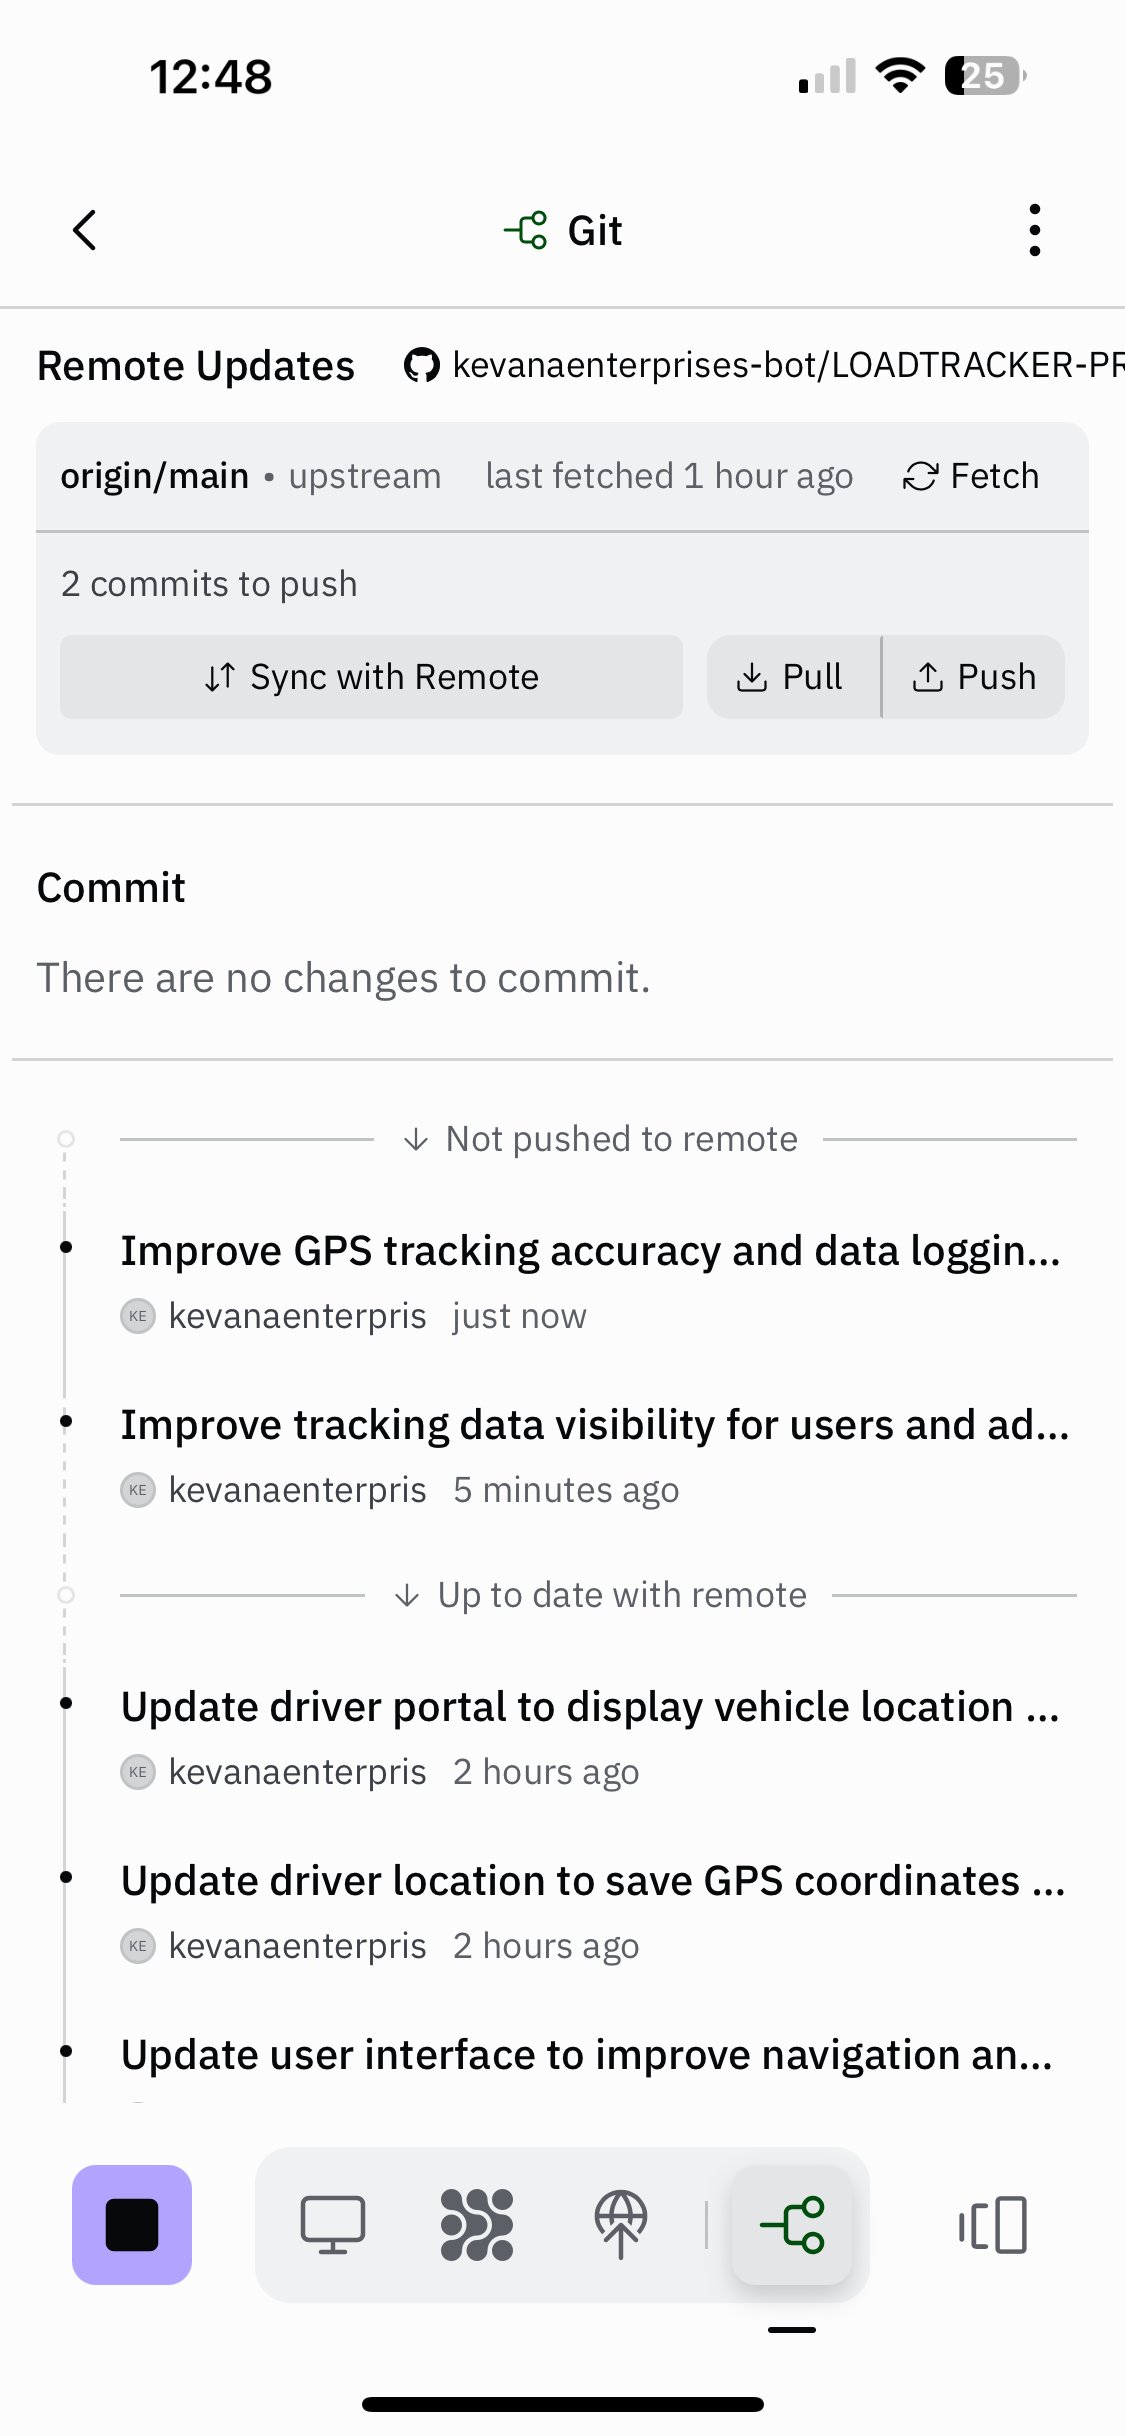 12:48
25
Git
Remote Updates kevanaenterprises-bot/LOADTRACKER-PR
origin/main • upstream last fetched 1 hour ago Fetch
2 commits to push
Sync with Remote Pull Push
Commit
There are no changes to commit.
Not pushed to remote
Improve GPS tracking accuracy and data loggin...
KE kevanaenterpris just now
Improve tracking data visibility for users and ad...
KE kevanaenterpris 5 minutes ago
Up to date with remote
Update driver portal to display vehicle location ...
KE kevanaenterpris 2 hours ago
Update driver location to save GPS coordinates ...
KE kevanaenterpris 2 hours ago
Update user interface to improve navigation an...